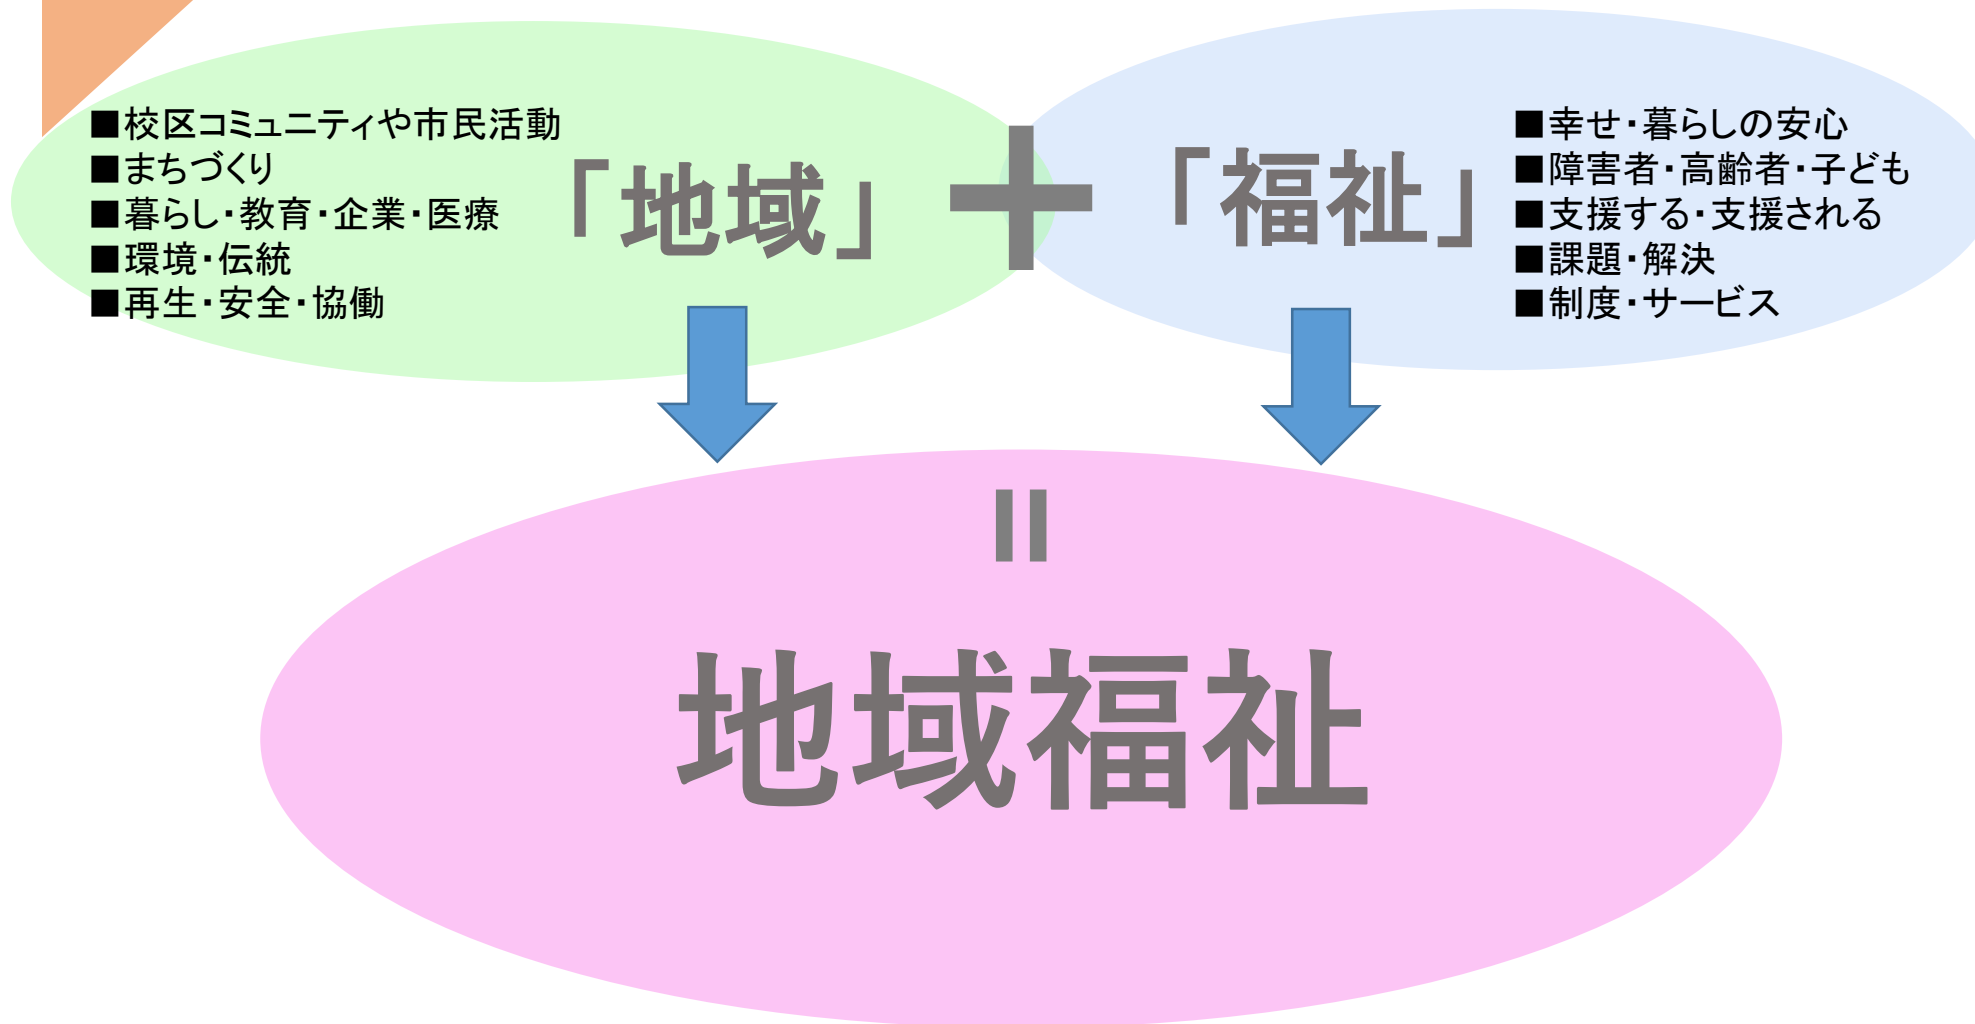 ■校区コミュニティや市民活動
■まちづくり
■暮らし・教育・企業・医療
■環境・伝統
■再生・安全・協働
「地域」
+
「福祉」
■幸せ・暮らしの安心
■障害者・高齢者・子ども
■支援する・支援される
■課題・解決
■制度・サービス
=
地域福祉